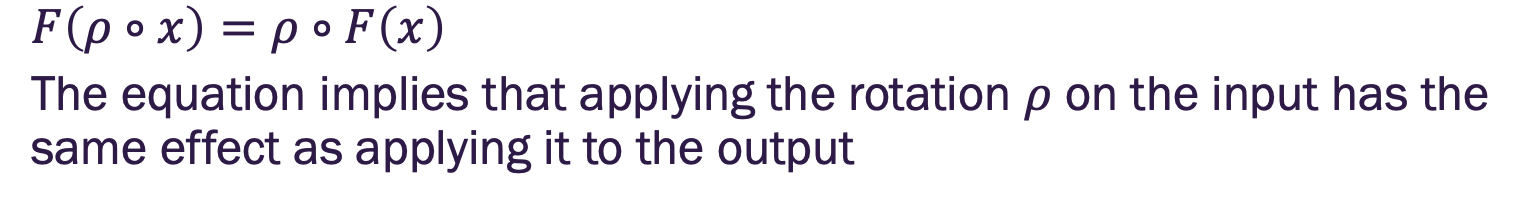 F(ρ ∘ x) = ρ ∘ F(x)
The equation implies that applying the rotation ρ on the input has the
same effect as applying it to the output